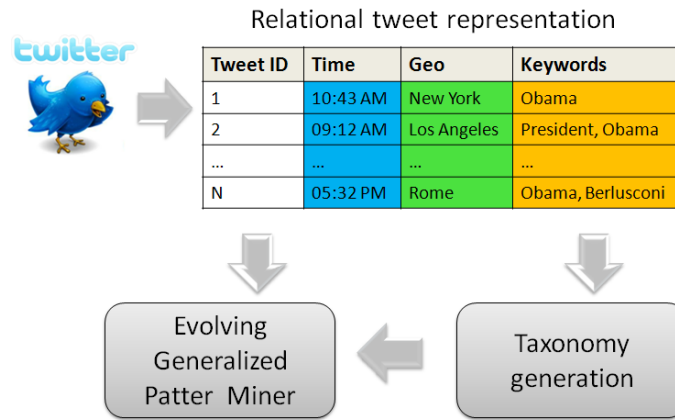 Relational tweet representation
twitter
Tweet ID Time Geo Keywords
1 10:43 AM New York Obama
2 09:12 AM Los Angeles President, Obama
... ... ... ...
N 05:32 PM Rome Obama, Berlusconi
Evolving
Generalized
Patter Miner
Taxonomy
generation